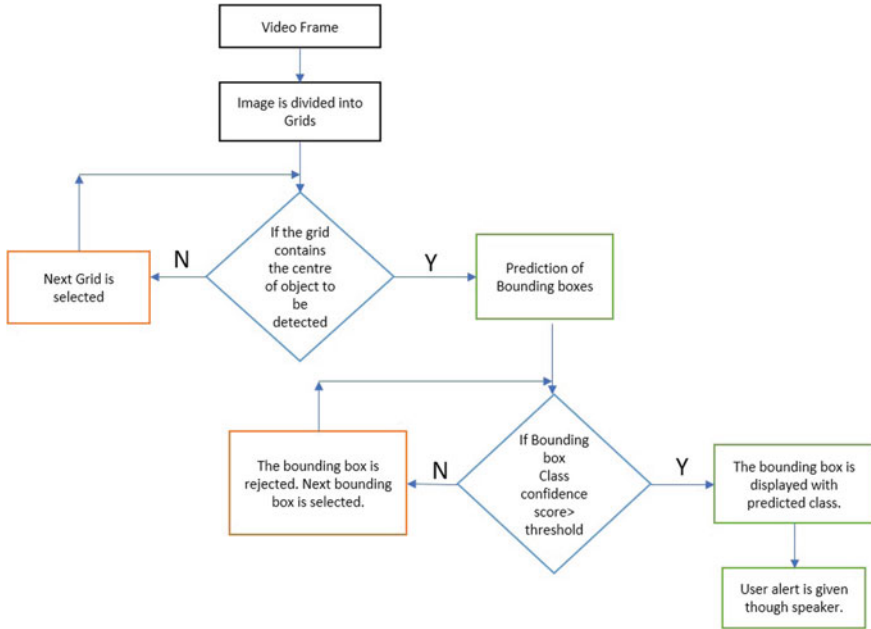 Video Frame
Image is divided into
Grids
If the grid
contains
the centre
of object to
be
detected
N
Y
Next Grid is
selected
Prediction of
Bounding boxes
If Bounding
box
Class
confidence
score>
threshold
N
Y
The bounding box is
rejected. Next bounding
box is selected.
The bounding box is
displayed with
predicted class.
User alert is given
though speaker.